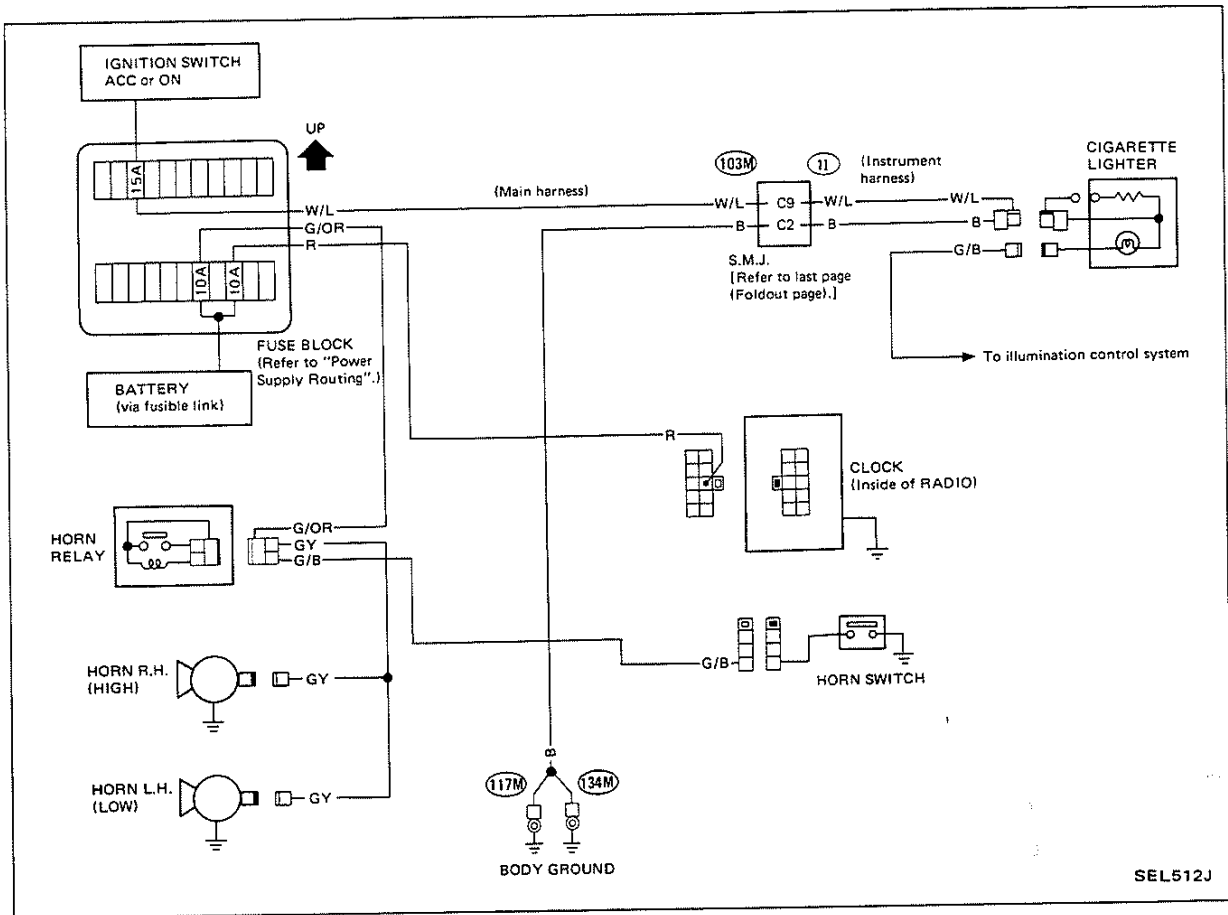 IGNITION SWITCH
ACC or ON
UP
15A
W/L
G/OR
R
10A
10A
FUSE BLOCK
(Refer to "Power
Supply Routing".)
BATTERY
(via fusible link)
(Main harness)
103M
11
(Instrument
harness)
W/L
C9
W/L
W/L
B
C2
B
B
S.M.J.
[Refer to last page
(Foldout page).]
CIGARETTE
LIGHTER
G/B
To illumination control system
R
CLOCK
(Inside of RADIO)
HORN
RELAY
G/OR
GY
G/B
G/B
HORN SWITCH
HORN R.H.
(HIGH)
GY
HORN L.H.
(LOW)
GY
B
117M
134M
BODY GROUND
SEL512J